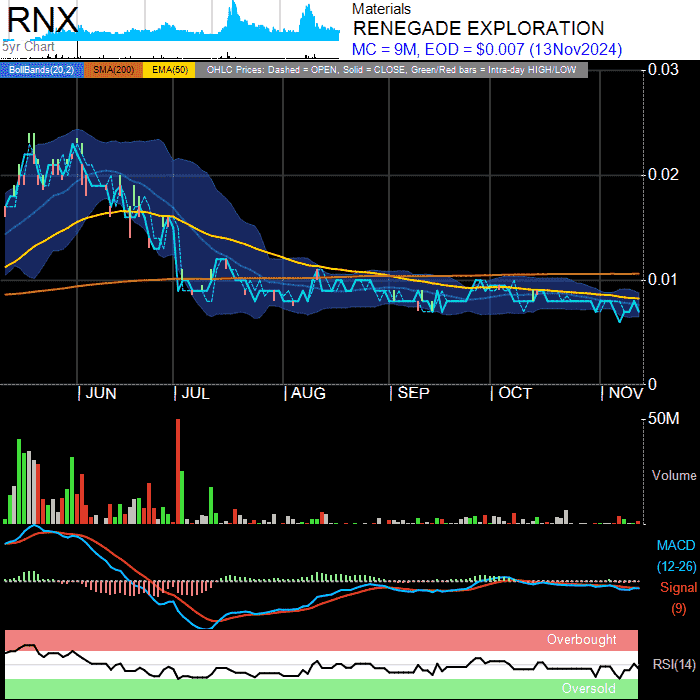 RNX
5yr Chart
Materials
RENEGADE EXPLORATION
MC = 9M, EOD = $0.007 (13Nov2024)
BollBands(20,2) SMA(200) EMA(50) OHLC Prices: Dashed = OPEN, Solid = CLOSE, Green/Red bars = Intra-day HIGH/LOW
0.03
0.02
0.01
0
JUN JUL AUG SEP OCT NOV
50M
Volume
MACD
(12-26)
Signal
(9)
Overbought
RSI(14)
Oversold